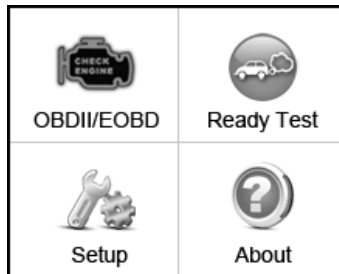 CHECK
ENGINE
OBDII/EOBD
Ready Test
?
Setup
About